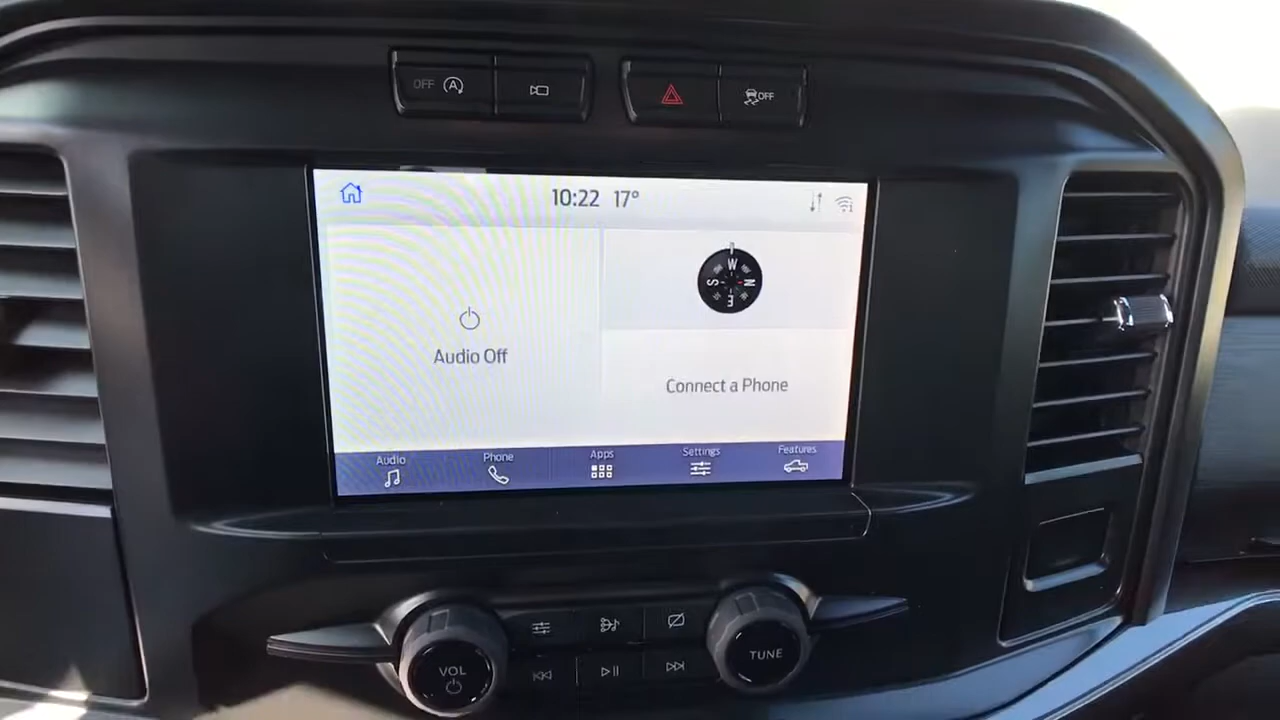 OFF A
OFF
10:22 17°
W
S N
E
Audio Off
Connect a Phone
Audio Phone Apps Settings Features
VOL
TUNE